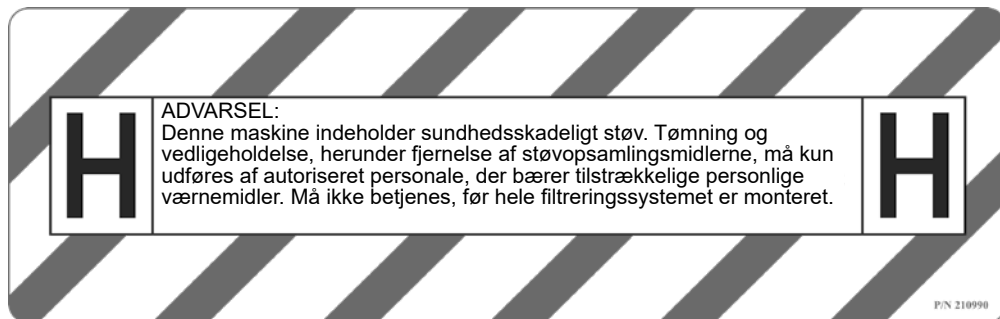 ADVARSEL:
H Denne maskine indeholder sundhedsskadeligt støv. Tømning og H
vedligeholdelse, herunder fjernelse af støvopsamlingsmidlerne, må kun
udføres af autoriseret personale, der bærer tilstrækkelige personlige
værnemidler. Må ikke betjenes, før hele filtreringssystemet er monteret.
P/N 210990